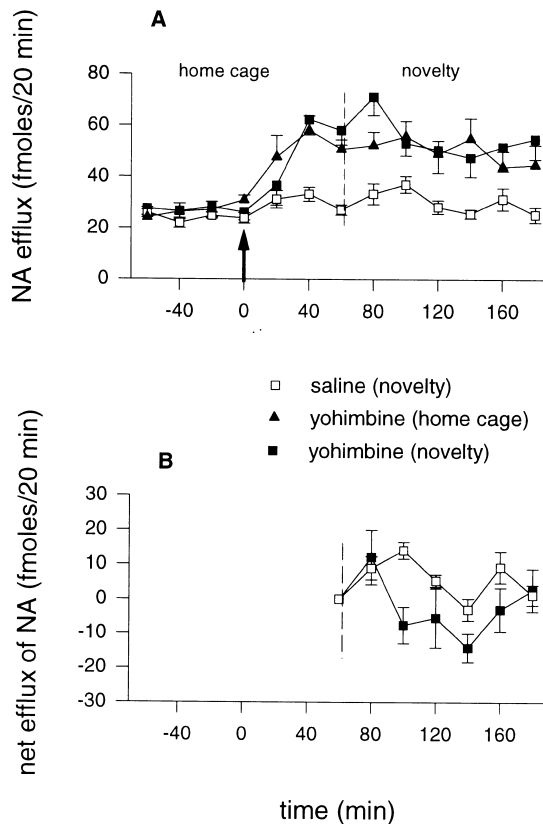 A
home cage
novelty
NA efflux (fmoles/20 min)
80
60
40
20
0
-40
0
40
80
120
160
saline (novelty)
yohimbine (home cage)
yohimbine (novelty)
B
net efflux of NA (fmoles/20 min)
30
20
10
0
-10
-20
-30
-40
0
40
80
120
160
time (min)